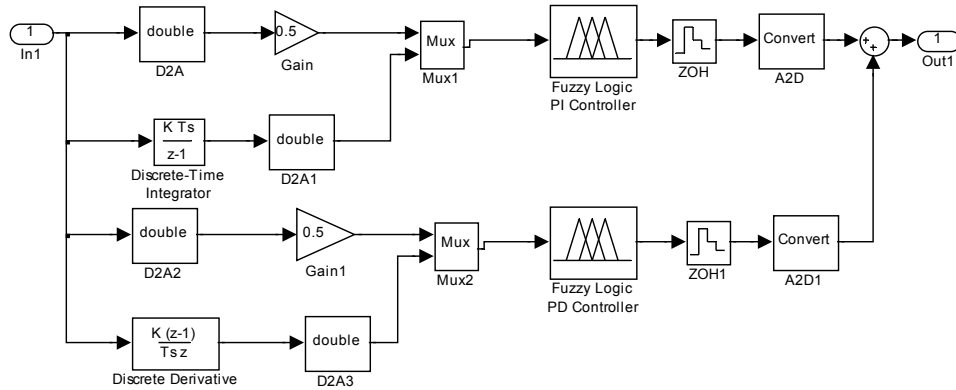 1
In1
double
D2A
0.5
Gain
Mux
Mux1
Fuzzy Logic
PI Controller
ZOH
Convert
A2D
+
+
1
Out1
K Ts
z-1
Discrete-Time
Integrator
double
D2A1
double
D2A2
0.5
Gain1
Mux
Mux2
Fuzzy Logic
PD Controller
ZOH1
Convert
A2D1
K (z-1)
Ts z
Discrete Derivative
double
D2A3